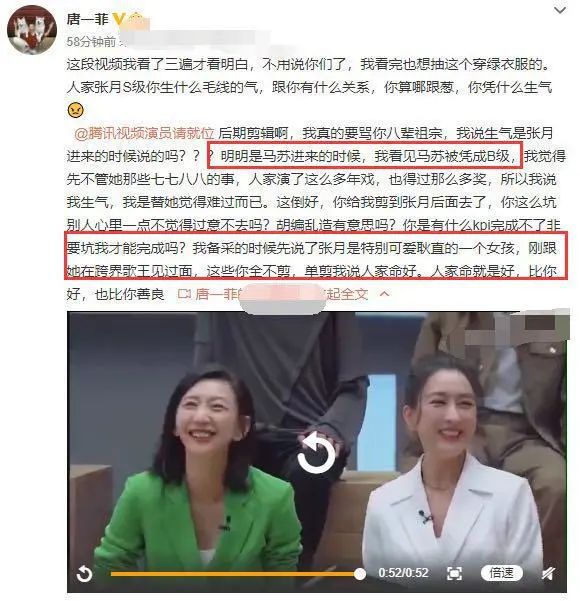 唐一菲
58分钟前
这段视频我看了三遍才看明白，不用说你们了，我看完也想抽这个穿绿衣服的。
人家张月S级你生什么毛线的气，跟你有什么关系，你算哪跟葱，你凭什么生气
@腾讯视频演员请就位 后期剪辑啊，我真的要骂你八辈祖宗，我说生气是张月
进来的时候说的吗？？？明明是马苏进来的时候，我看见马苏被凭成B级，我觉得
先不管她那些七七八八的事，人家演了这么多年戏，也得过那么多奖，所以我说
我生气，我是替她觉得难过而已。这倒好，你给我剪到张月后面去了，你这么坑
别人心里一点不觉得过意不去吗？胡编乱造有意思吗？你是有什么kpi完成不了非
要坑我才能完成吗？我备采的时候先说了张月是特别可爱耿直的一个女孩，刚跟
她在跨界歌王见过面，这些你全不剪，单剪我说人家命好。人家命就是好，比你
好，也比你善良 唐一菲的 起全文
0:52/0:52 倍速